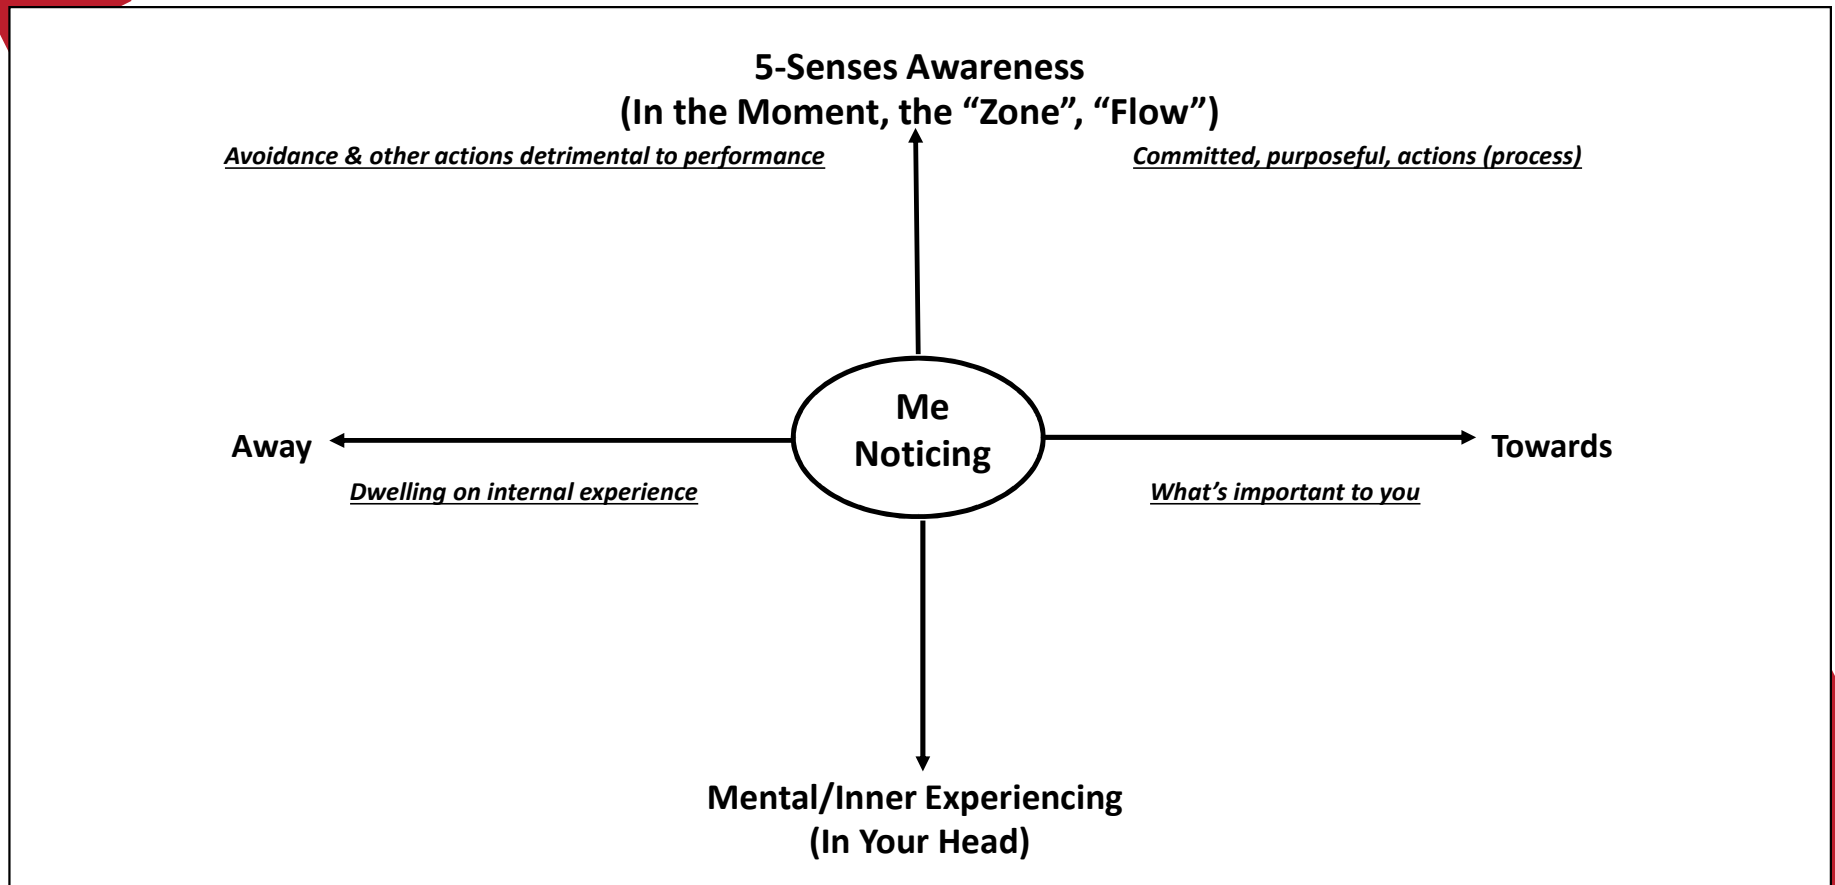 5-Senses Awareness
(In the Moment, the “Zone”, “Flow”)
Avoidance & other actions detrimental to performance
Committed, purposeful, actions (process)
Me
Noticing
Away
Towards
Dwelling on internal experience
What’s important to you
Mental/Inner Experiencing
(In Your Head)